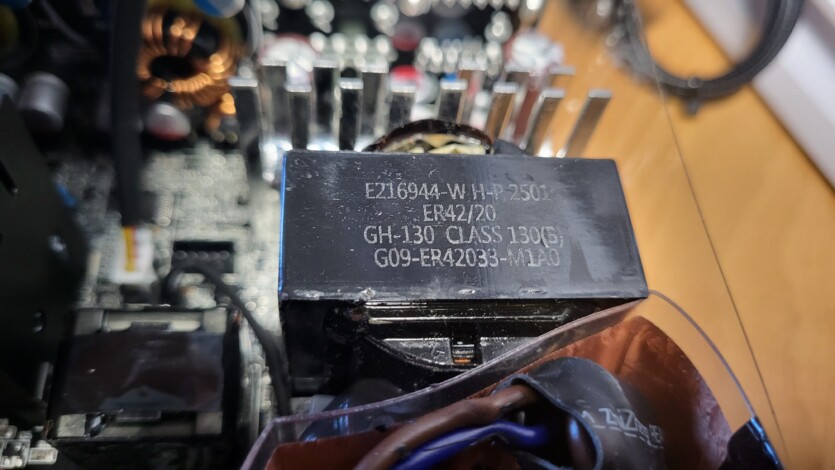 E216944-W H-P 2501
ER42/20
GH-130 CLASS 130(B)
G09-ER42033-M1A0